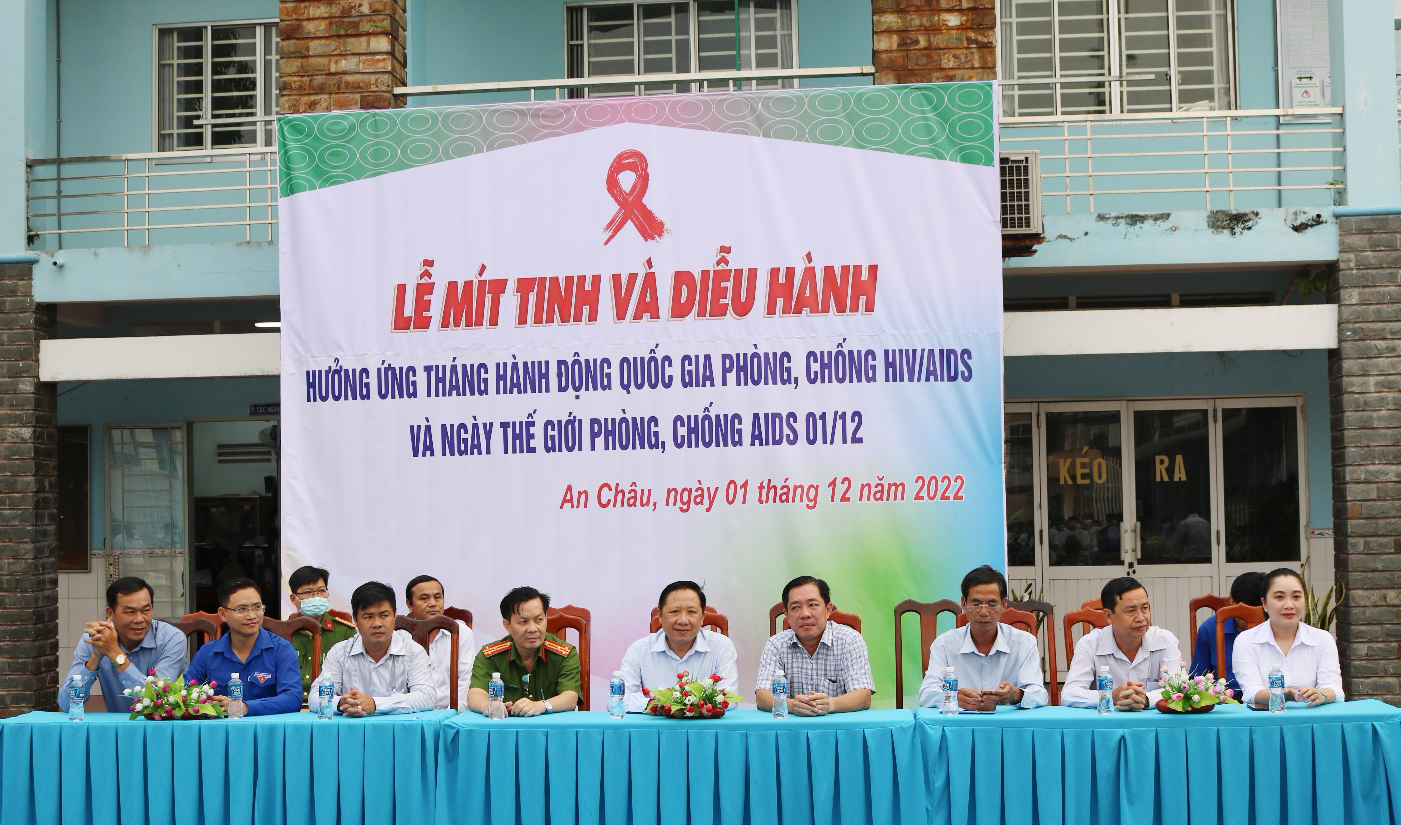 LỄ MÍT TINH VÀ DIỄU HÀNH
HƯỞNG ỨNG THÁNG HÀNH ĐỘNG QUỐC GIA PHÒNG, CHỐNG HIV/AIDS
VÀ NGÀY THẾ GIỚI PHÒNG, CHỐNG AIDS 01/12
An Châu, ngày 01 tháng 12 năm 2022
P. CÁC
KÉO RA